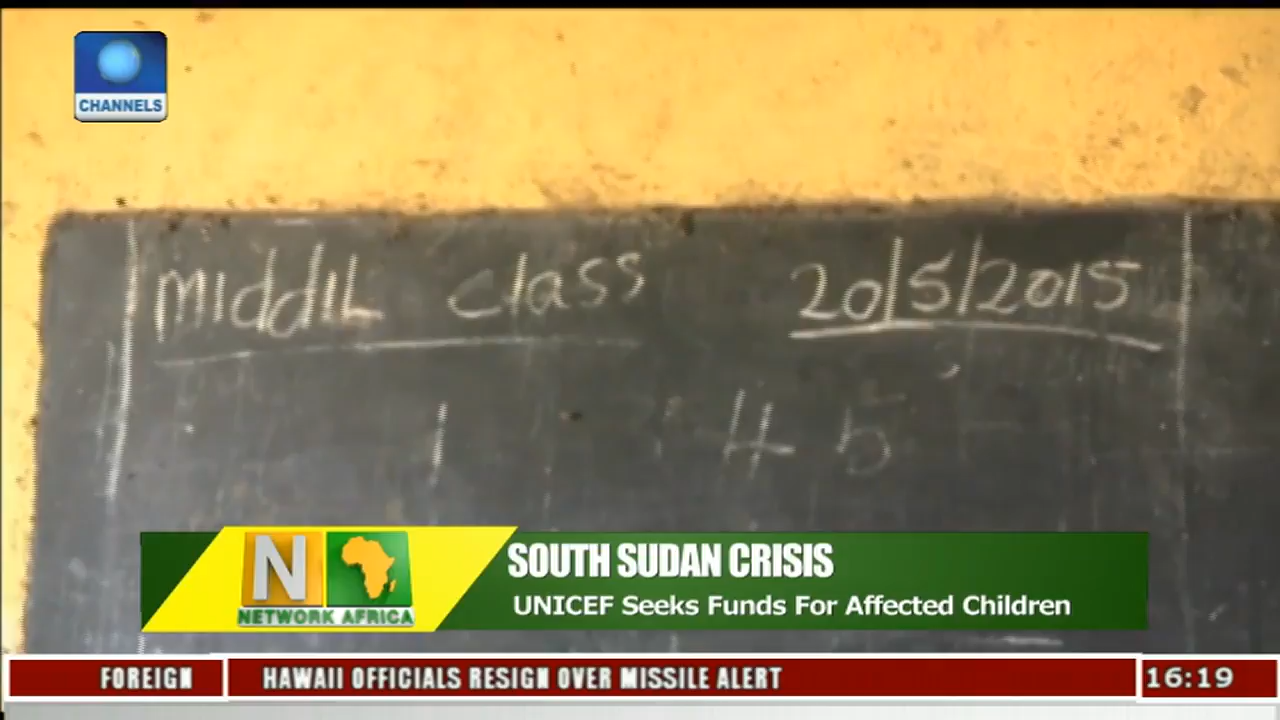 CHANNELS
Middil class 20/5/2015
1 4 5
N
NETWORK AFRICA
SOUTH SUDAN CRISIS
UNICEF Seeks Funds For Affected Children
FOREIGN HAWAII OFFICIALS RESIGN OVER MISSILE ALERT 16:19